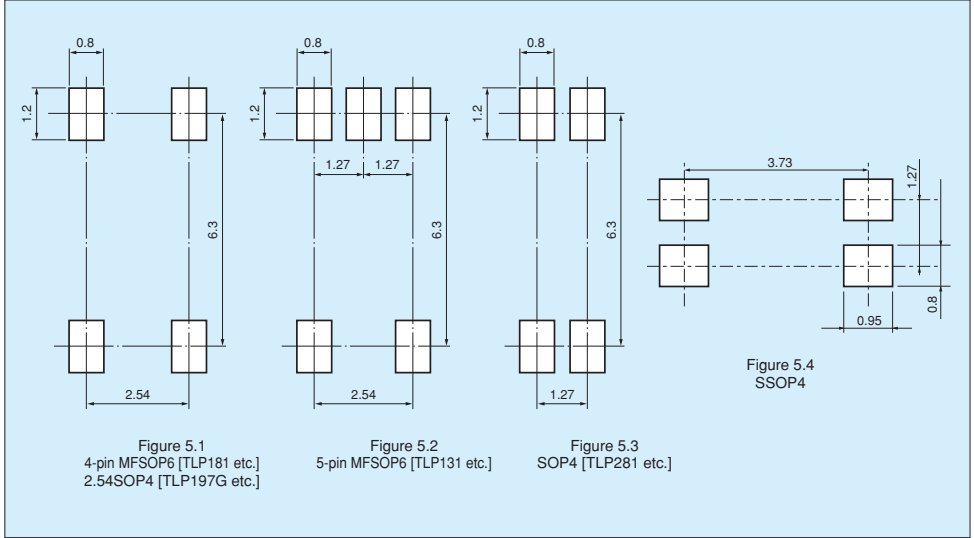 0.8
1.2
6.3
2.54
Figure 5.1
4-pin MFSOP6 [TLP181 etc.]
2.54SOP4 [TLP197G etc.]
0.8
1.2
1.27 1.27
6.3
2.54
Figure 5.2
5-pin MFSOP6 [TLP131 etc.]
0.8
1.2
6.3
1.27
Figure 5.3
SOP4 [TLP281 etc.]
3.73
1.27
0.8
0.95
Figure 5.4
SSOP4